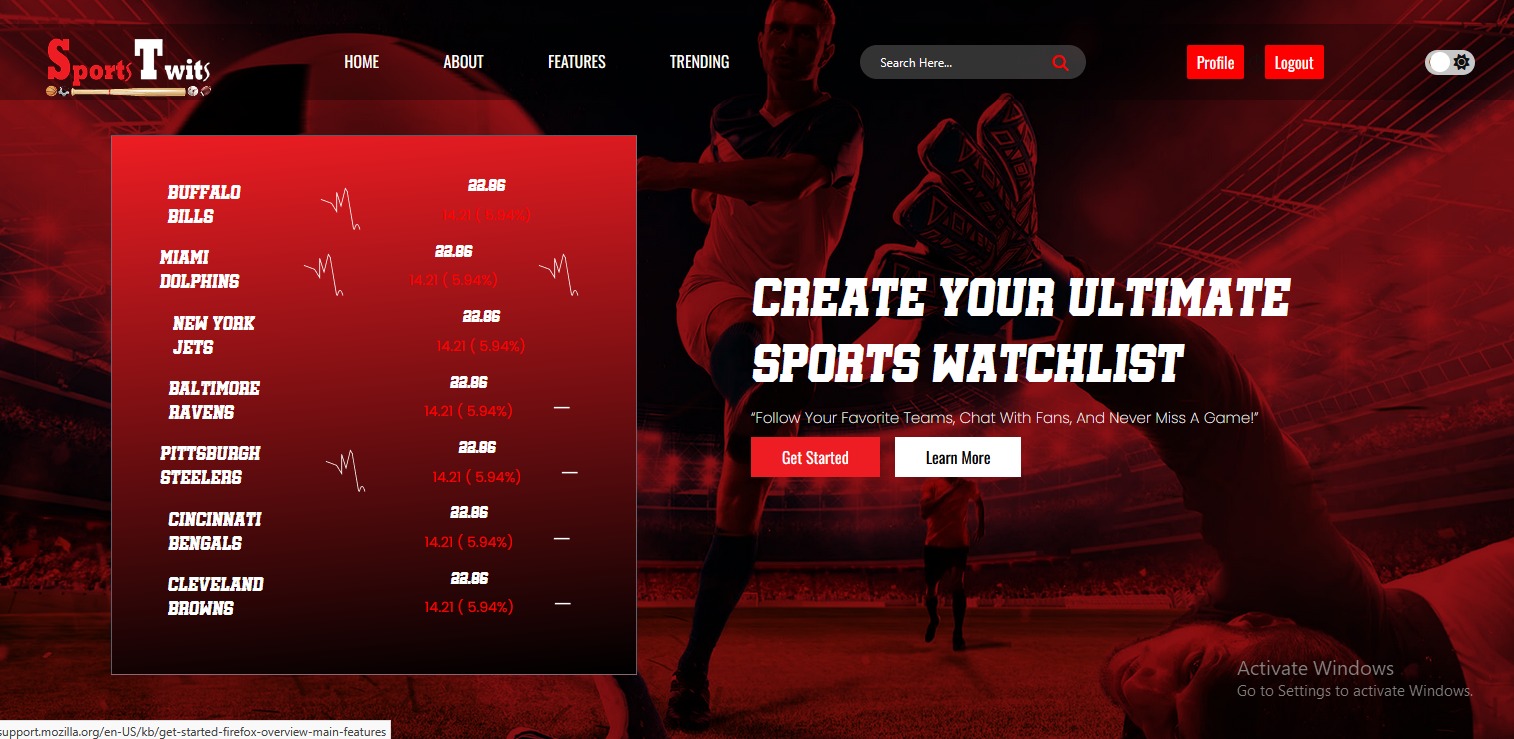 Sports Twits
HOME
ABOUT
FEATURES
TRENDING
Search Here...
Profile
Logout
BUFFALO
BILLS
22.86
14.21 ( 5.94%)
MIAMI
DOLPHINS
22.86
14.21 ( 5.94%)
NEW YORK
JETS
22.86
14.21 ( 5.94%)
BALTIMORE
RAVENS
22.86
14.21 ( 5.94%)
PITTSBURGH
STEELERS
22.86
14.21 ( 5.94%)
CINCINNATI
BENGALS
22.86
14.21 ( 5.94%)
CLEVELAND
BROWNS
22.86
14.21 ( 5.94%)
CREATE YOUR ULTIMATE
SPORTS WATCHLIST
“Follow Your Favorite Teams, Chat With Fans, And Never Miss A Game!”
Get Started
Learn More
Activate Windows
Go to Settings to activate Windows.
support.mozilla.org/en-US/kb/get-started-firefox-overview-main-features